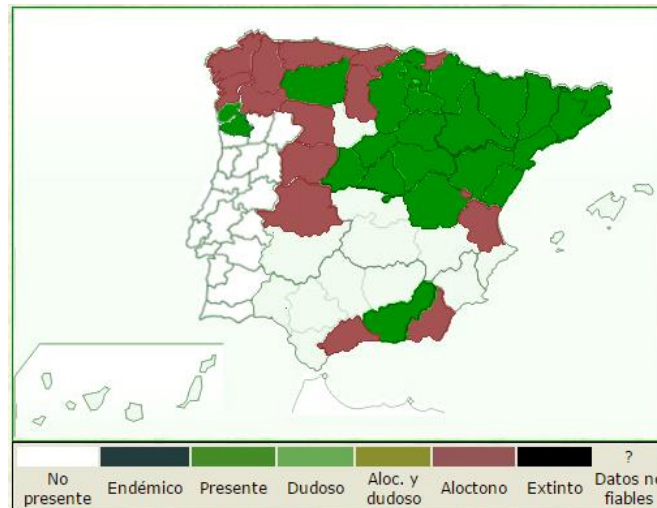 No presente
Endémico
Presente
Dudoso
Aloc. y dudoso
Aloctono
Extinto
?
Datos no fiables